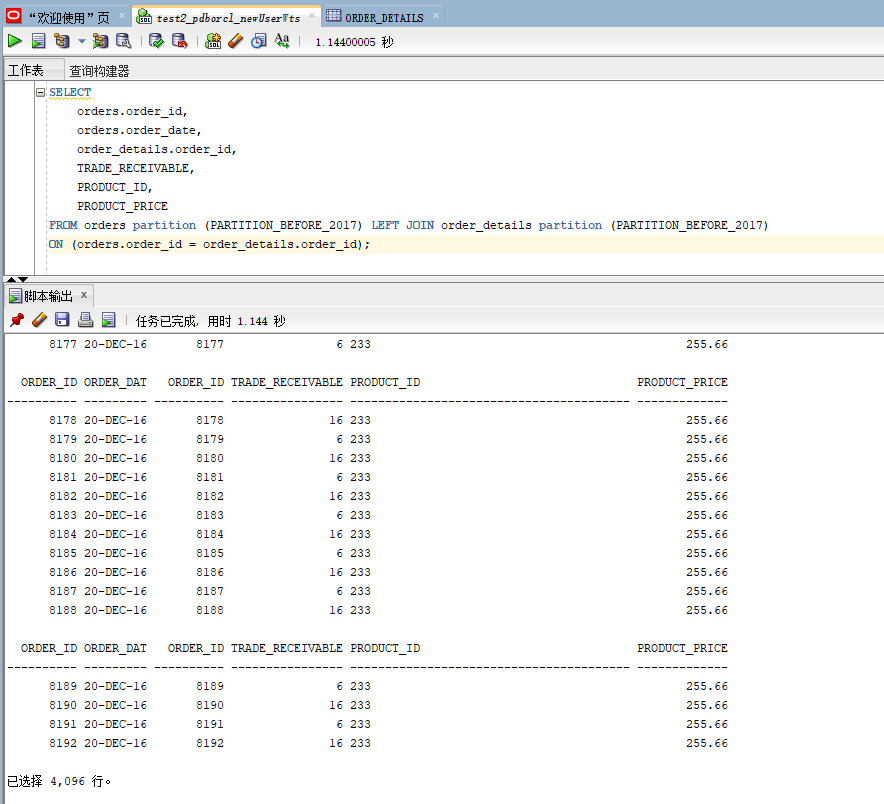 “欢迎使用”页 × test2_pdborcl_newUserWts × ORDER_DETAILS ×
1.14400005 秒
工作表 查询构建器
SELECT
orders.order_id,
orders.order_date,
order_details.order_id,
TRADE_RECEIVABLE,
PRODUCT_ID,
PRODUCT_PRICE
FROM orders partition (PARTITION_BEFORE_2017) LEFT JOIN order_details partition (PARTITION_BEFORE_2017)
ON (orders.order_id = order_details.order_id);
脚本输出 ×
任务已完成, 用时 1.144 秒
8177 20-DEC-16 8177 6 233 255.66
ORDER_ID ORDER_DAT ORDER_ID TRADE_RECEIVABLE PRODUCT_ID PRODUCT_PRICE
---------- --------- ---------- ---------------- ---------------------------------------- -------------
8178 20-DEC-16 8178 16 233 255.66
8179 20-DEC-16 8179 6 233 255.66
8180 20-DEC-16 8180 16 233 255.66
8181 20-DEC-16 8181 6 233 255.66
8182 20-DEC-16 8182 16 233 255.66
8183 20-DEC-16 8183 6 233 255.66
8184 20-DEC-16 8184 16 233 255.66
8185 20-DEC-16 8185 6 233 255.66
8186 20-DEC-16 8186 16 233 255.66
8187 20-DEC-16 8187 6 233 255.66
8188 20-DEC-16 8188 16 233 255.66
ORDER_ID ORDER_DAT ORDER_ID TRADE_RECEIVABLE PRODUCT_ID PRODUCT_PRICE
---------- --------- ---------- ---------------- ---------------------------------------- -------------
8189 20-DEC-16 8189 6 233 255.66
8190 20-DEC-16 8190 16 233 255.66
8191 20-DEC-16 8191 6 233 255.66
8192 20-DEC-16 8192 16 233 255.66
已选择 4,096 行。